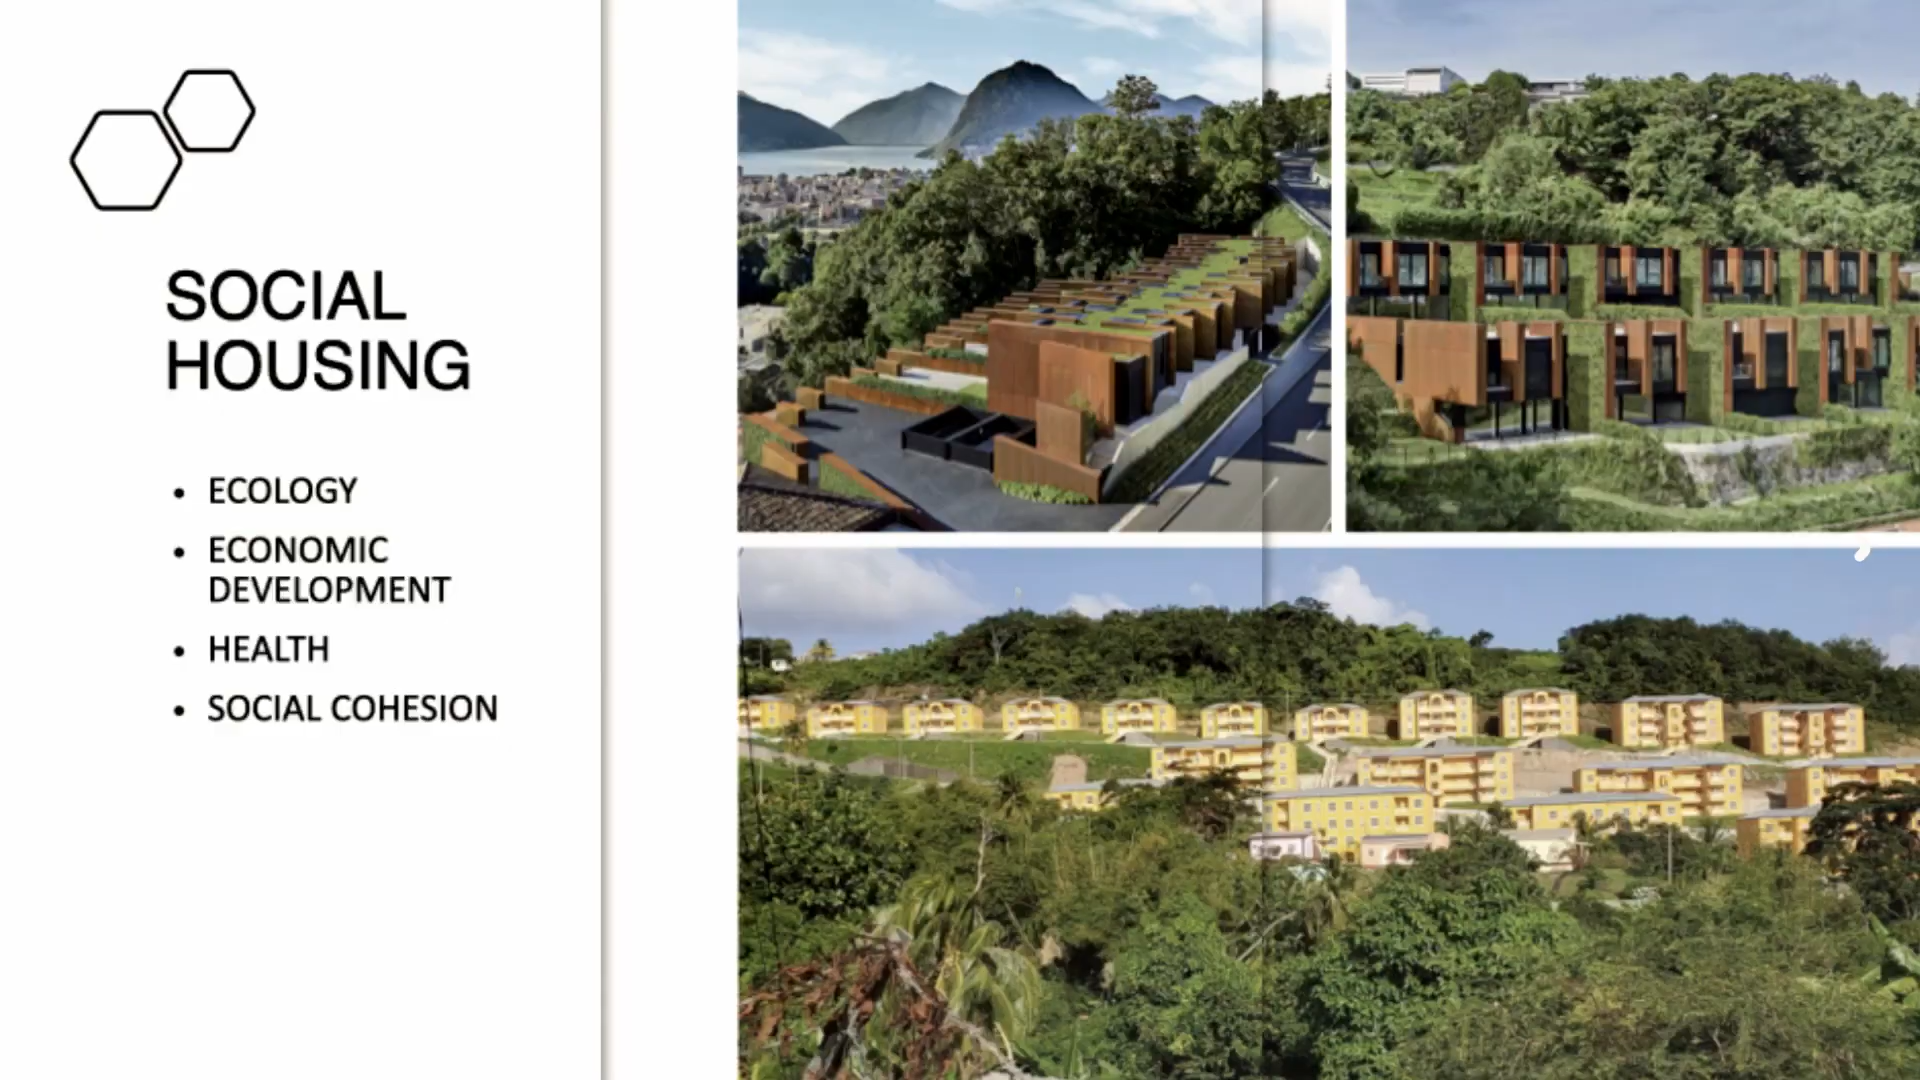 SOCIAL
HOUSING
• ECOLOGY
• ECONOMIC
DEVELOPMENT
• HEALTH
• SOCIAL COHESION